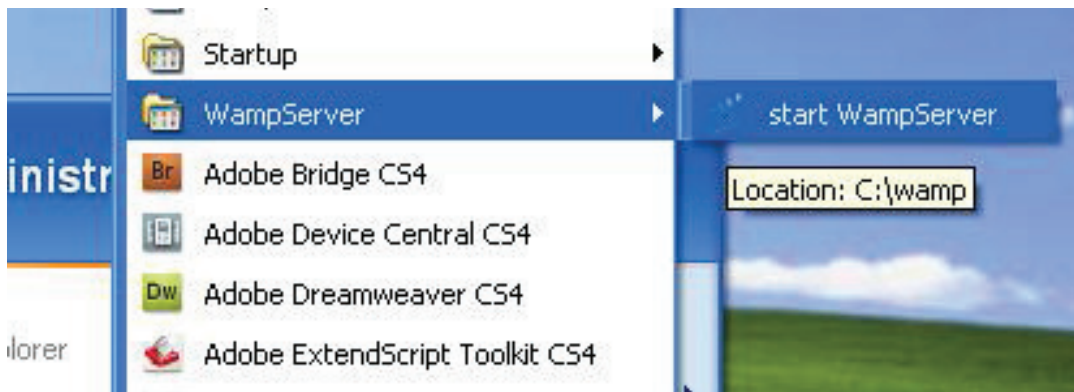 Startup
WampServer
start WampServer
inistr
Br
Adobe Bridge CS4
Location: C:\wamp
Adobe Device Central CS4
Dw
Adobe Dreamweaver CS4
lorer
Adobe ExtendScript Toolkit CS4